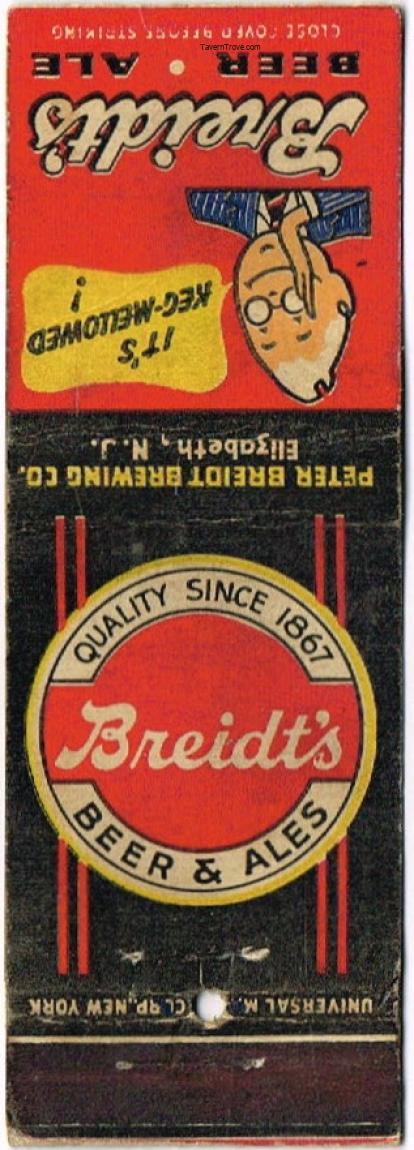 CLOSE COVER BEFORE STRIKING
TavernTrove.com
BEER • ALE
Breidt's
IT'S
KEG-MELLOWED
!
PETER BREIDT BREWING CO.
Elizabeth, N. J.
QUALITY SINCE 1867
Breidt's
BEER & ALES
UNIVERSAL M. NEW YORK